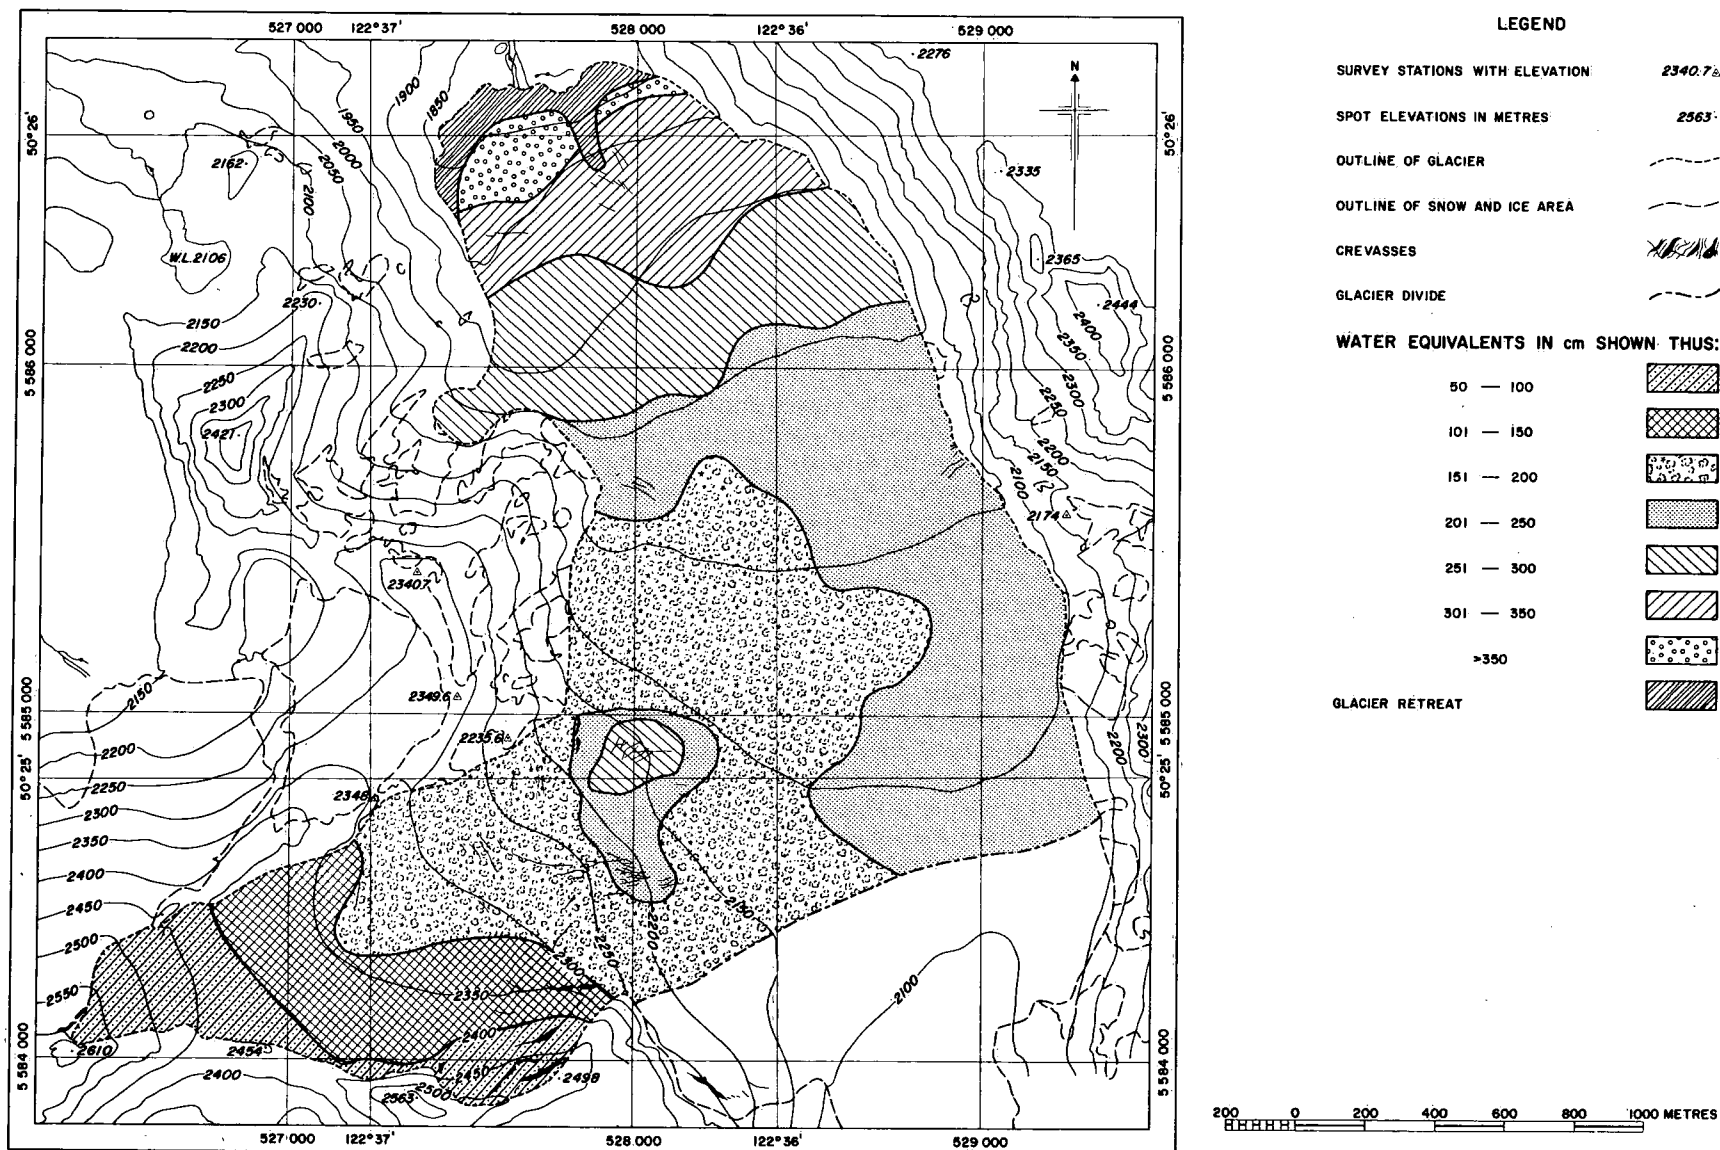 527 000 122°37' 528 000 122°36' 529 000
50°26'
5 586 000
5 585 000
50°25'
5 584 000
N
2276
1900
1850
1950
2000
2050
2100
2162
2335
W.L.2106
2365
2230
2444
2400
2350
2300
2250
2200
2150
2100
2150
2200
2250
2300
2421
2174
2340.7
2349.6
2235.6
2348
2150
2200
2250
2300
2350
2400
2450
2500
2550
2610
2454
2400
2563
2500
2450
2400
2350
2300
2250
2200
2150
2100
2498
2200
2300
50°26'
5 586 000
5 585 000
50°25'
5 584 000
527 000 122°37' 528 000 122°36' 529 000
LEGEND
SURVEY STATIONS WITH ELEVATION 2340.7
SPOT ELEVATIONS IN METRES 2563
OUTLINE OF GLACIER
OUTLINE OF SNOW AND ICE AREA
CREVASSES
GLACIER DIVIDE
WATER EQUIVALENTS IN cm SHOWN THUS:
50 — 100
101 — 150
151 — 200
201 — 250
251 — 300
301 — 350
>350
GLACIER RETREAT
200 0 200 400 600 800 1000 METRES